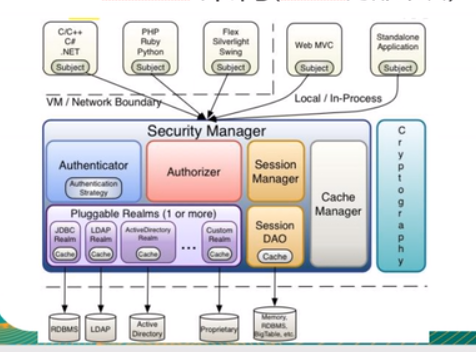 C/C++
C#
.NET
Subject
PHP
Ruby
Python
Subject
Flex
Silverlight
Swing
Subject
Web MVC
Subject
Standalone
Application
Subject
VM / Network Boundary
Local / In-Process
Security Manager
Authenticator
Authentication
Strategy
Authorizer
Session
Manager
Cache
Manager
Cryptography
Pluggable Realms (1 or more)
JDBC
Realm
Cache
LDAP
Realm
Cache
ActiveDirectory
Realm
Cache
...
Custom
Realm
Cache
Session
DAO
Cache
RDBMS
LDAP
Active
Directory
Proprietary
Memory,
RDBMS,
BigTable, etc.